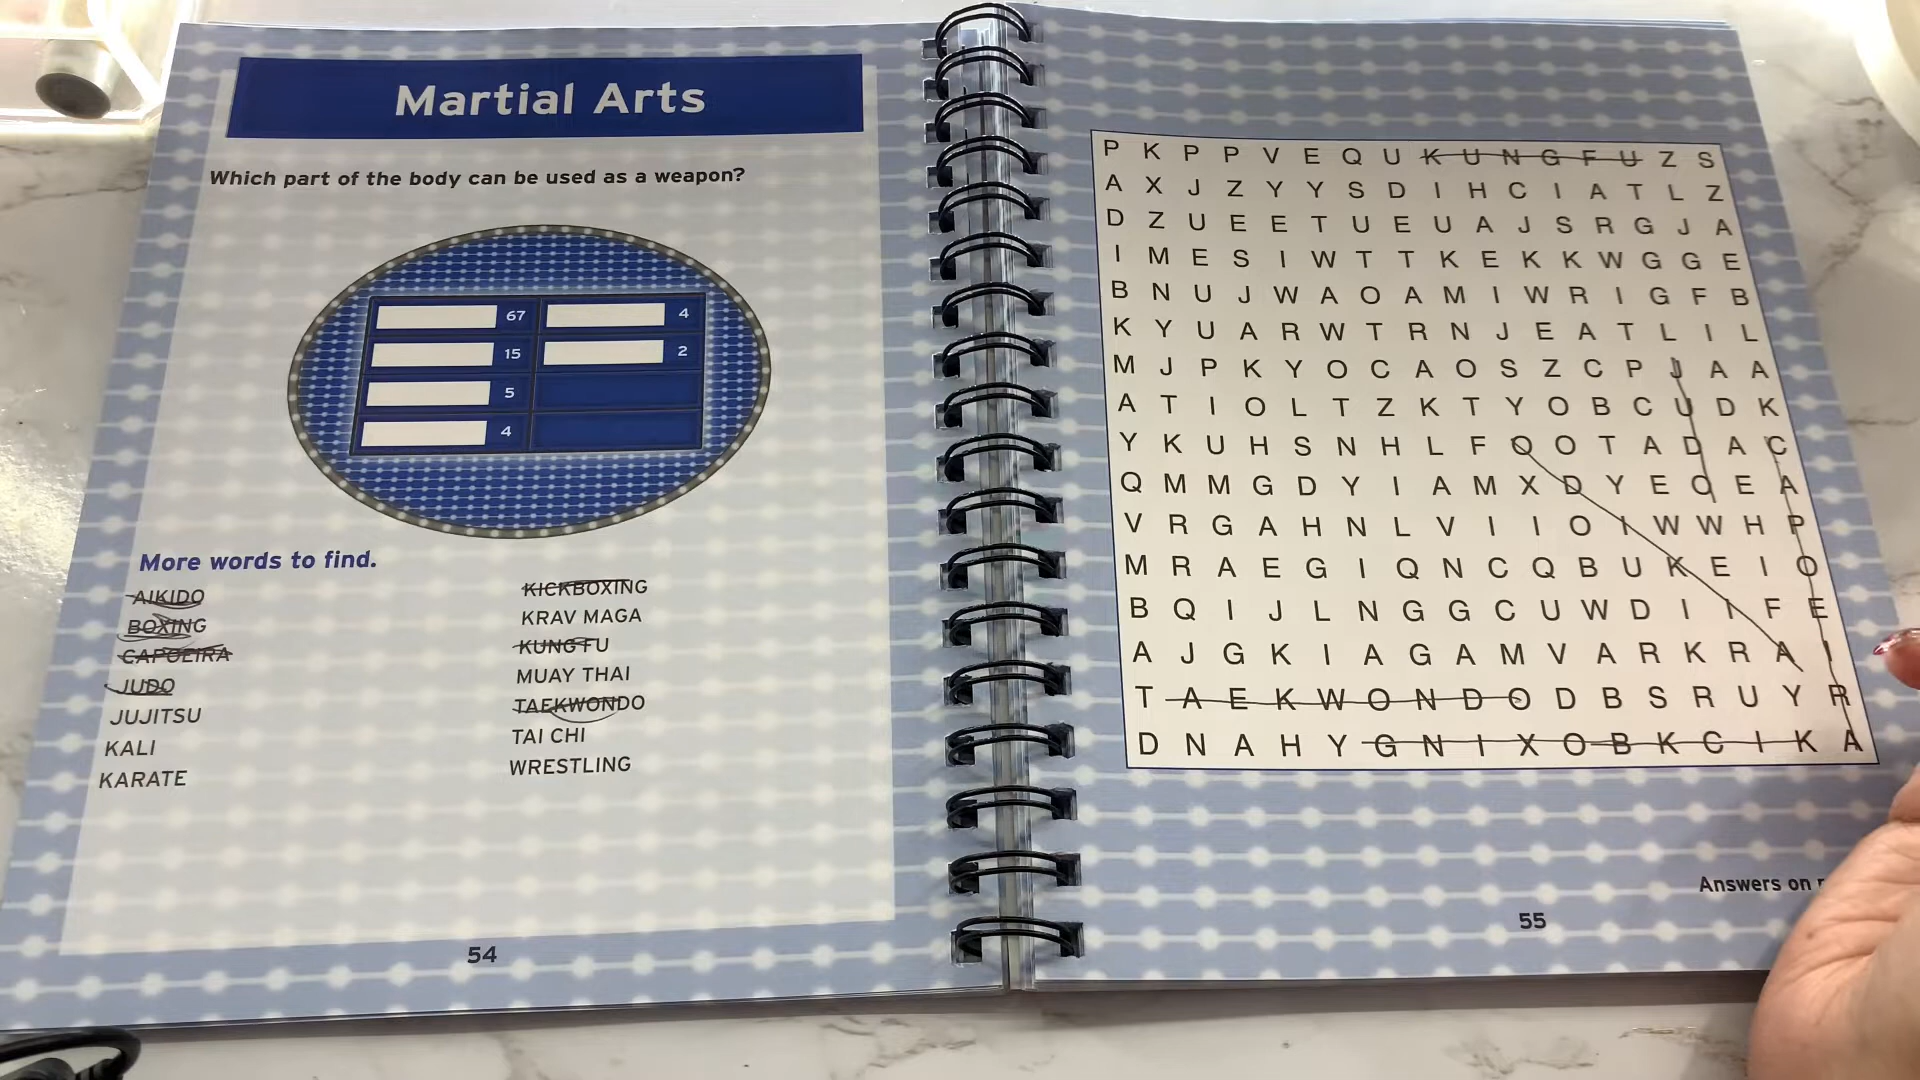 Martial Arts
Which part of the body can be used as a weapon?
67 4
15 2
5
4
More words to find.
AIKIDO
BOXING
CAPOEIRA
JUDO
JUJITSU
KALI
KARATE
KICKBOXING
KRAV MAGA
KUNG FU
MUAY THAI
TAEKWONDO
TAI CHI
WRESTLING
54
P K P P V E Q U K U N G F U Z S
A X J Z Y Y S D I H C I A T L Z
D Z U E E T U E U A J S R G J A
I M E S I W T T K E K K W G G E
B N U J W A O A M I W R I G F B
K Y U A R W T R N J E A T L I L
M J P K Y O C A O S Z C P J A A
A T I O L T Z K T Y O B C U D K
Y K U H S N H L F O O T A D A C
Q M M G D Y I A M X D Y E O E A
V R G A H N L V I I O I W W H P
M R A E G I Q N C Q B U K E I O
B Q I J L N G G C U W D I I F E
A J G K I A G A M V A R K R A I
T A E K W O N D O D B S R U Y R
D N A H Y G N I X O B K C I K A
Answers on
55